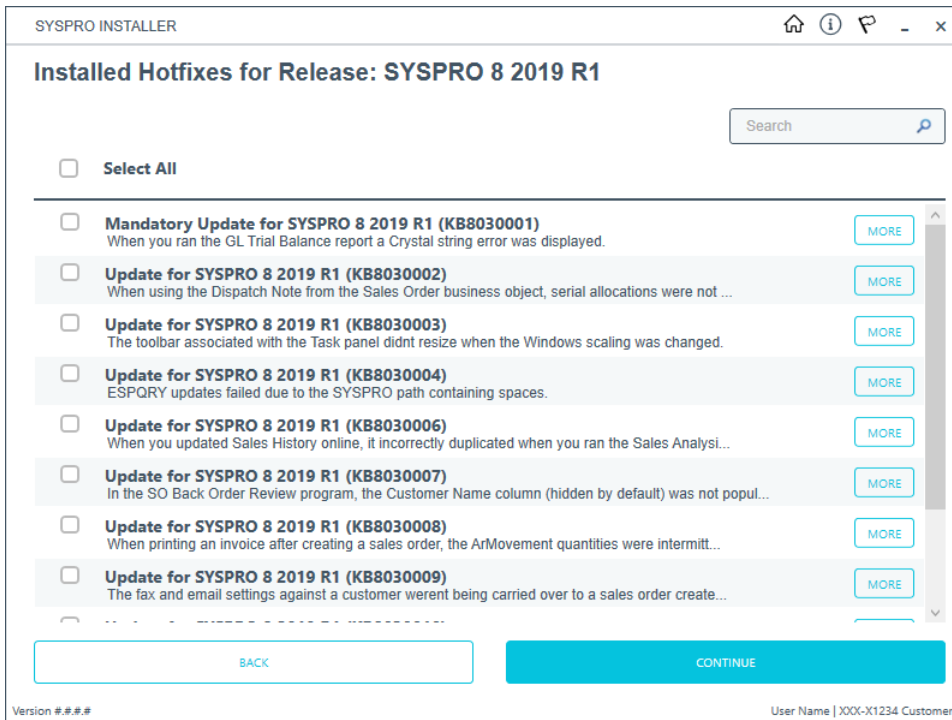 SYSPRO INSTALLER
Installed Hotfixes for Release: SYSPRO 8 2019 R1
Search
Select All
Mandatory Update for SYSPRO 8 2019 R1 (KB8030001)
When you ran the GL Trial Balance report a Crystal string error was displayed.
MORE
Update for SYSPRO 8 2019 R1 (KB8030002)
When using the Dispatch Note from the Sales Order business object, serial allocations were not ...
MORE
Update for SYSPRO 8 2019 R1 (KB8030003)
The toolbar associated with the Task panel didnt resize when the Windows scaling was changed.
MORE
Update for SYSPRO 8 2019 R1 (KB8030004)
ESPQRY updates failed due to the SYSPRO path containing spaces.
MORE
Update for SYSPRO 8 2019 R1 (KB8030006)
When you updated Sales History online, it incorrectly duplicated when you ran the Sales Analysi...
MORE
Update for SYSPRO 8 2019 R1 (KB8030007)
In the SO Back Order Review program, the Customer Name column (hidden by default) was not popul...
MORE
Update for SYSPRO 8 2019 R1 (KB8030008)
When printing an invoice after creating a sales order, the ArMovement quantities were intermitt...
MORE
Update for SYSPRO 8 2019 R1 (KB8030009)
The fax and email settings against a customer werent being carried over to a sales order create...
MORE
BACK
CONTINUE
Version #.#.#.#
User Name | XXX-X1234 Customer